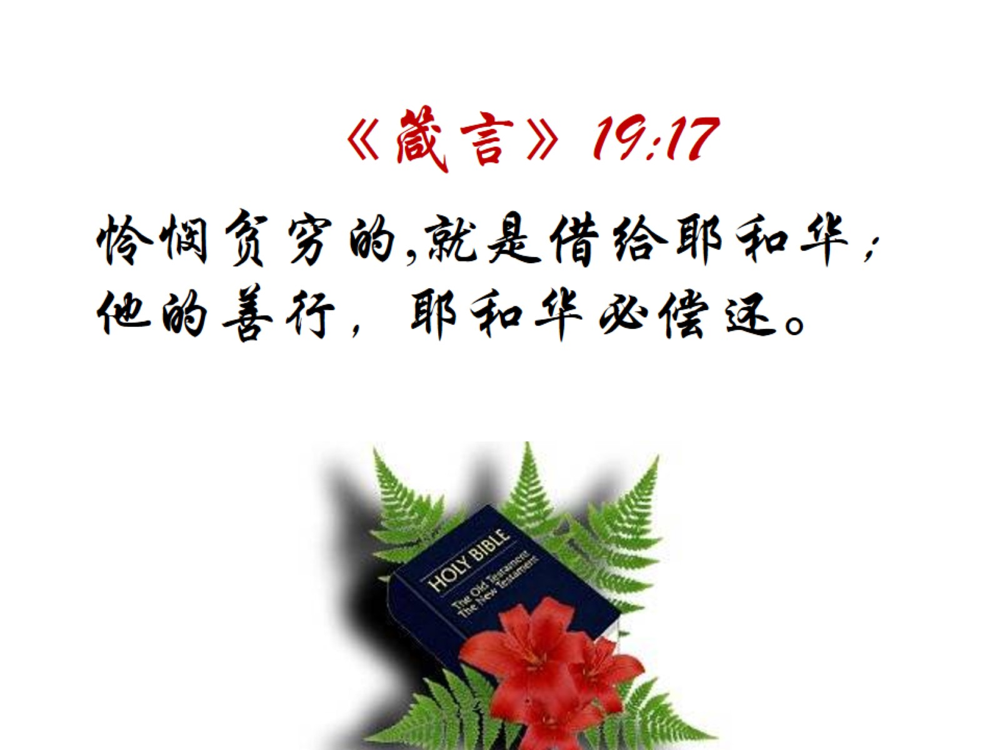 《箴言》19:17
怜悯贫穷的,就是借给耶和华；
他的善行，耶和华必偿还。
HOLY BIBLE
The Old Testament
The New Testament